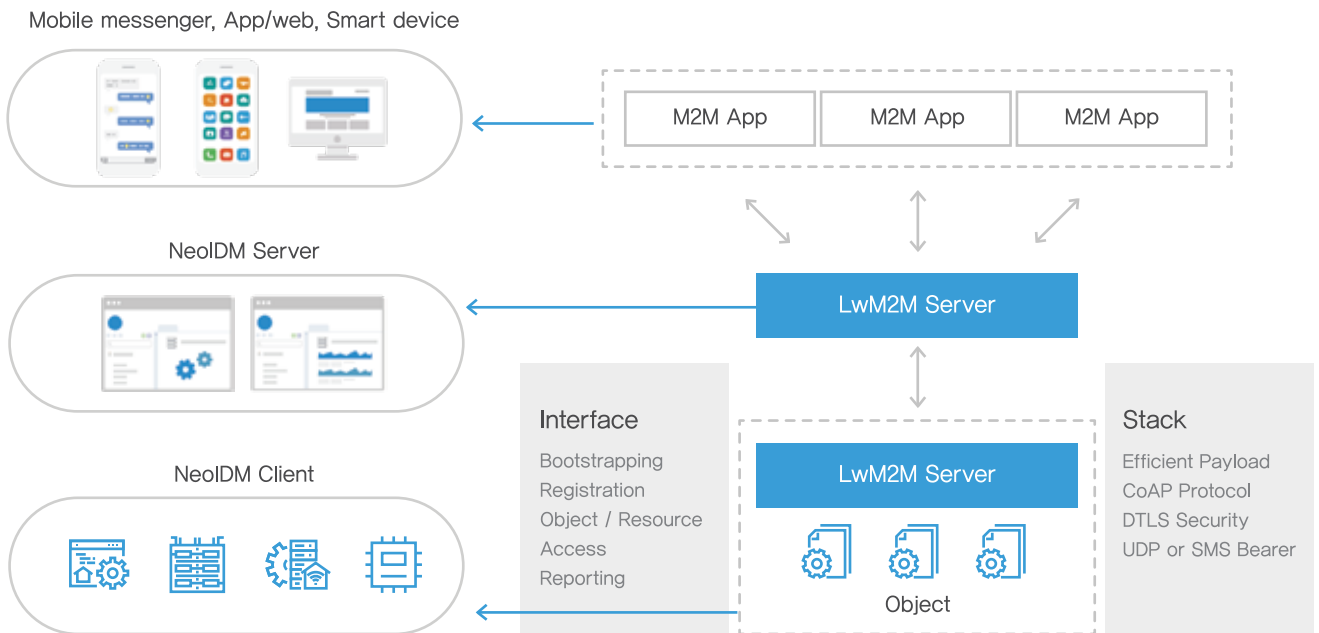 Mobile messenger, App/web, Smart device
M2M App
M2M App
M2M App
NeoIDM Server
LwM2M Server
Interface
Bootstrapping
Registration
Object / Resource
Access
Reporting
NeoIDM Client
LwM2M Server
Object
Stack
Efficient Payload
CoAP Protocol
DTLS Security
UDP or SMS Bearer